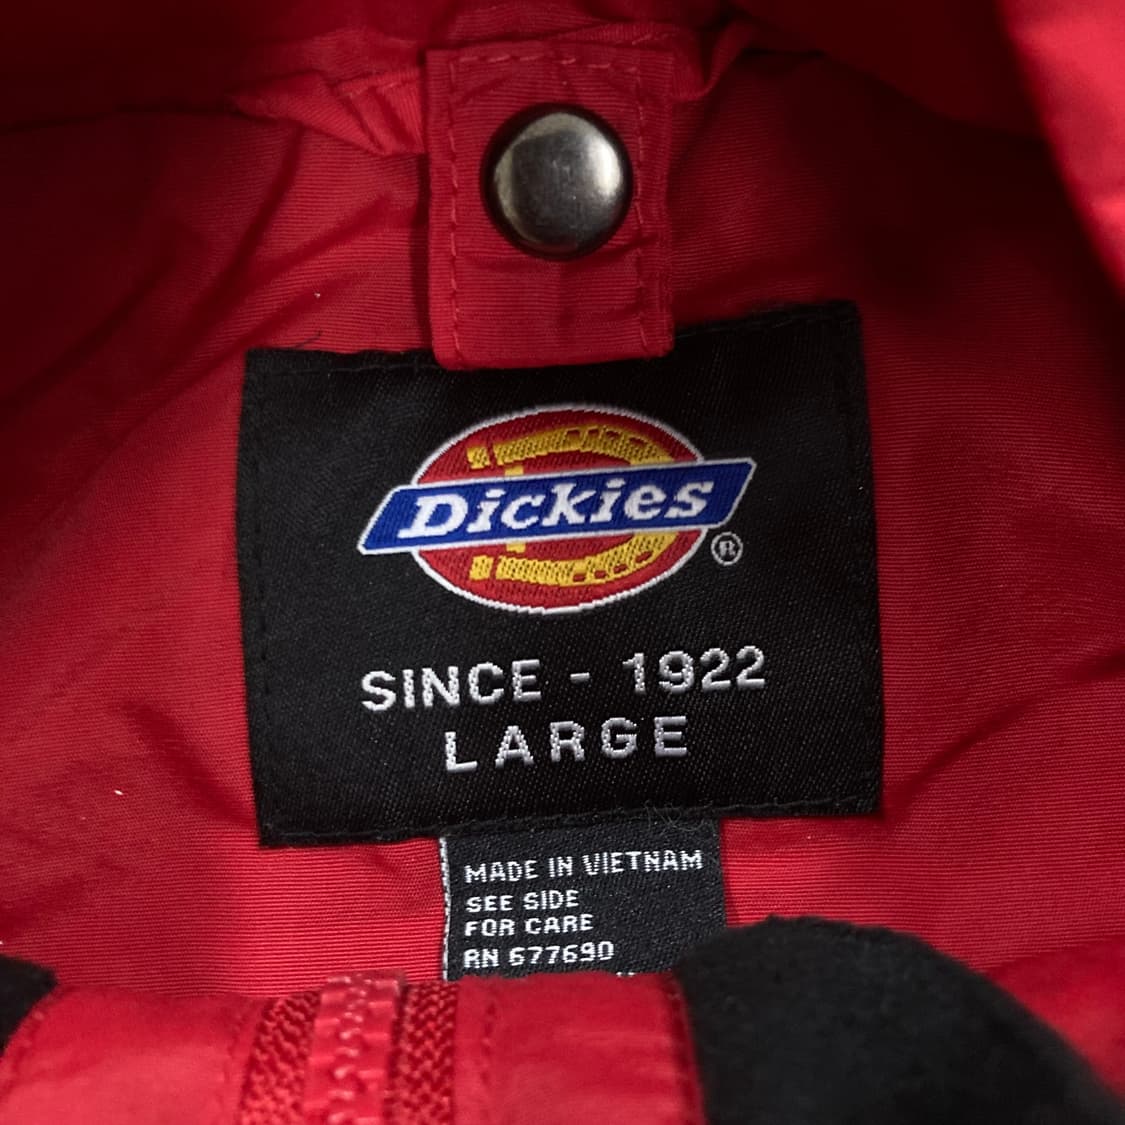 Dickies
®
SINCE - 1922
LARGE
MADE IN VIETNAM
SEE SIDE
FOR CARE
RN 677690